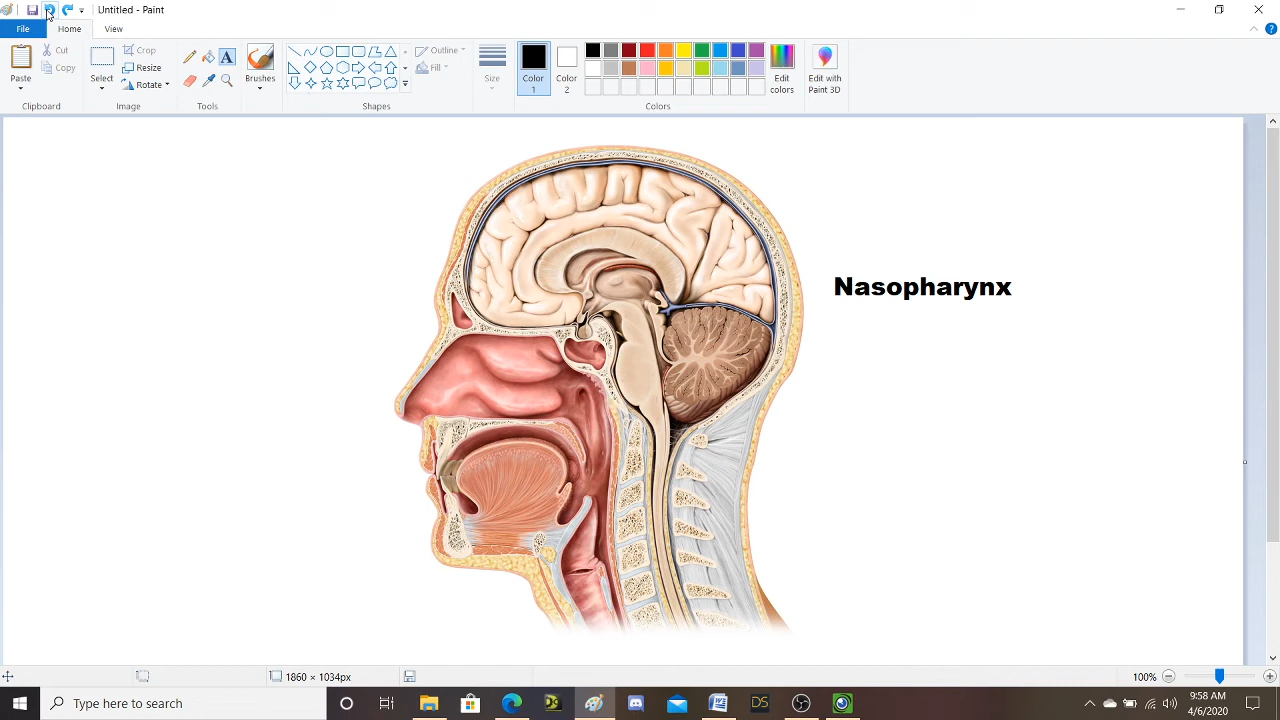 Untitled - Paint
File
Home
View
Paste
Cut
Copy
Clipboard
Select
Crop
Resize
Rotate
Image
A
Tools
Brushes
Shapes
Outline
Fill
Size
Color
1
Color
2
Colors
Edit
colors
Edit with
Paint 3D
Nasopharynx
1860 × 1034px
100%
Type here to search
DS
9:58 AM
4/6/2020